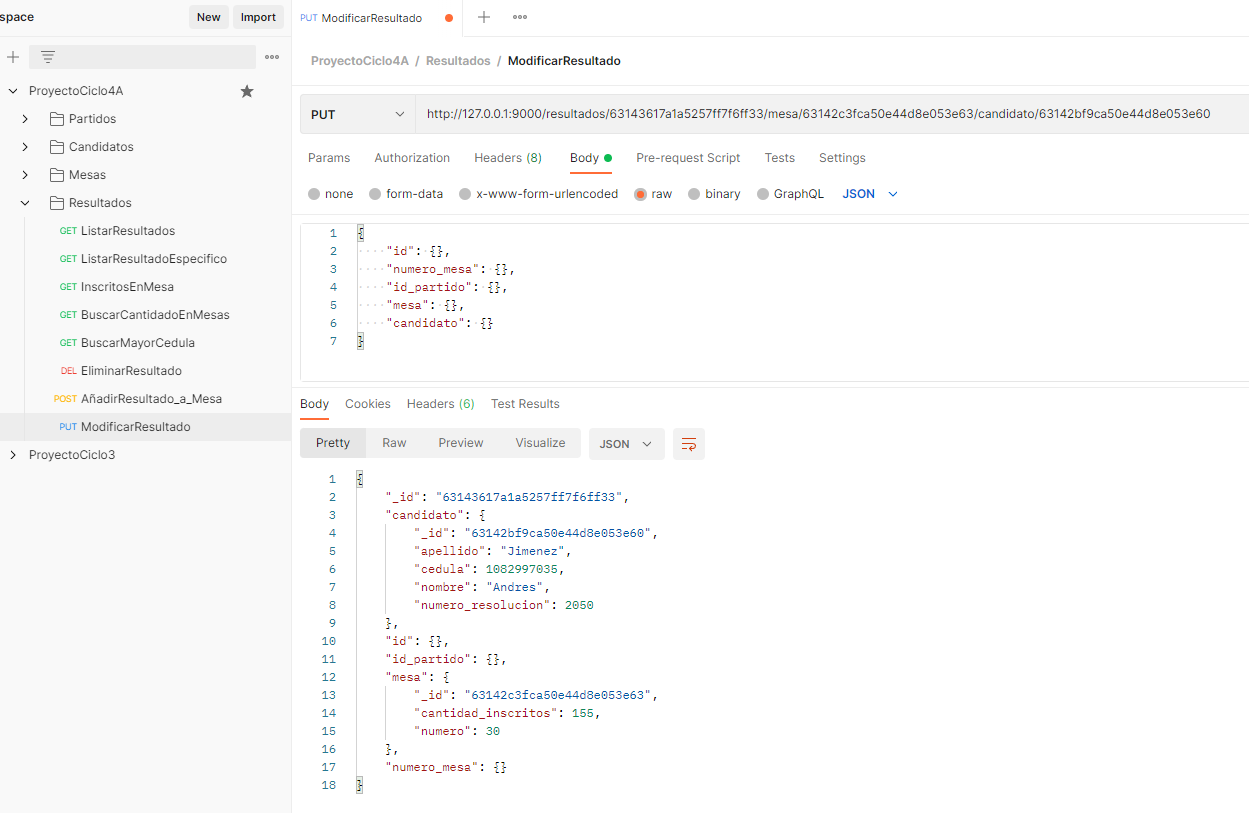 space
New
Import
PUT ModificarResultado
ProyectoCiclo4A
ProyectoCiclo4A / Resultados / ModificarResultado
Partidos
Candidatos
Mesas
Resultados
GET ListarResultados
GET ListarResultadoEspecifico
GET InscritosEnMesa
GET BuscarCantidadoEnMesas
GET BuscarMayorCedula
DEL EliminarResultado
POST AñadirResultado_a_Mesa
PUT ModificarResultado
ProyectoCiclo3
PUT http://127.0.0.1:9000/resultados/63143617a1a5257ff7f6ff33/mesa/63142c3fca50e44d8e053e63/candidato/63142bf9ca50e44d8e053e60
Params Authorization Headers (8) Body Pre-request Script Tests Settings
none form-data x-www-form-urlencoded raw binary GraphQL JSON
1 {
2 "id": {},
3 "numero_mesa": {},
4 "id_partido": {},
5 "mesa": {},
6 "candidato": {}
7 }
Body Cookies Headers (6) Test Results
Pretty Raw Preview Visualize JSON
1 {
2 "_id": "63143617a1a5257ff7f6ff33",
3 "candidato": {
4 "_id": "63142bf9ca50e44d8e053e60",
5 "apellido": "Jimenez",
6 "cedula": 1082997035,
7 "nombre": "Andres",
8 "numero_resolucion": 2050
9 },
10 "id": {},
11 "id_partido": {},
12 "mesa": {
13 "_id": "63142c3fca50e44d8e053e63",
14 "cantidad_inscritos": 155,
15 "numero": 30
16 },
17 "numero_mesa": {}
18 }